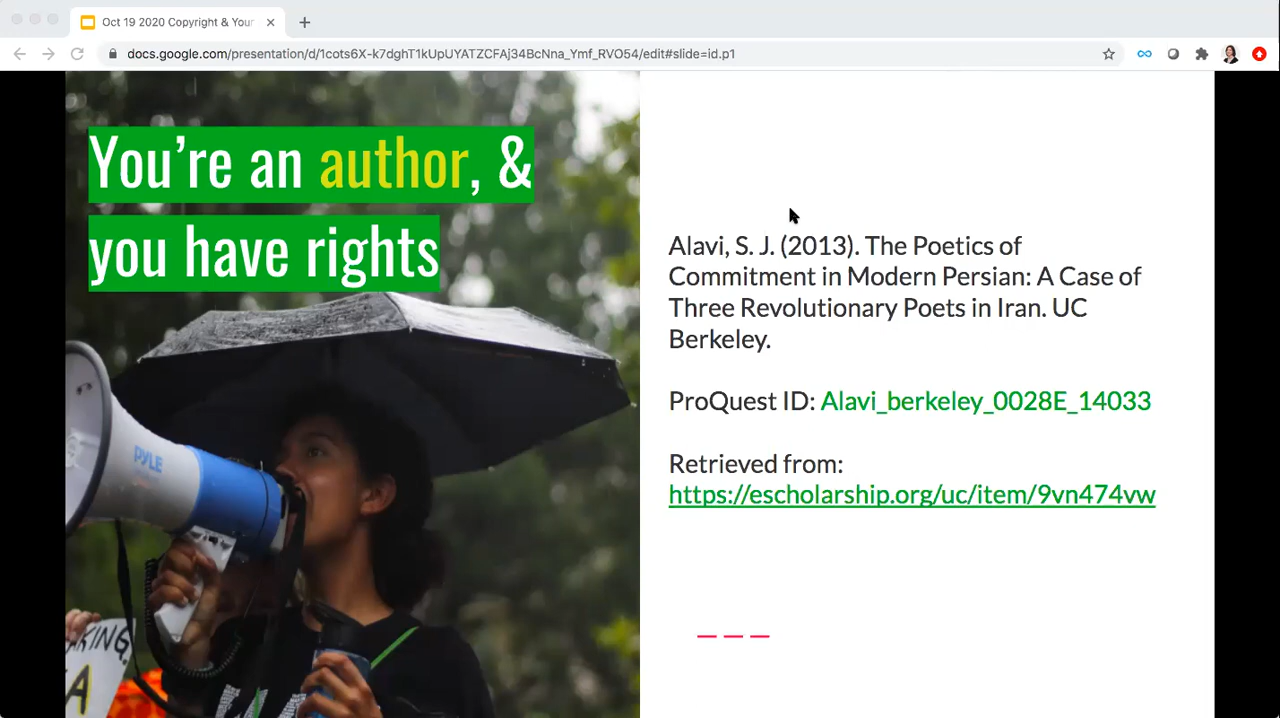 Oct 19 2020 Copyright & Your
docs.google.com/presentation/d/1cots6X-k7dghT1kUpUYATZCFAj34BcNna_Ymf_RVO54/edit#slide=id.p1
You're an author, &
you have rights
Alavi, S. J. (2013). The Poetics of
Commitment in Modern Persian: A Case of
Three Revolutionary Poets in Iran. UC
Berkeley.
ProQuest ID: Alavi_berkeley_0028E_14033
Retrieved from:
https://escholarship.org/uc/item/9vn474vw
PYLE